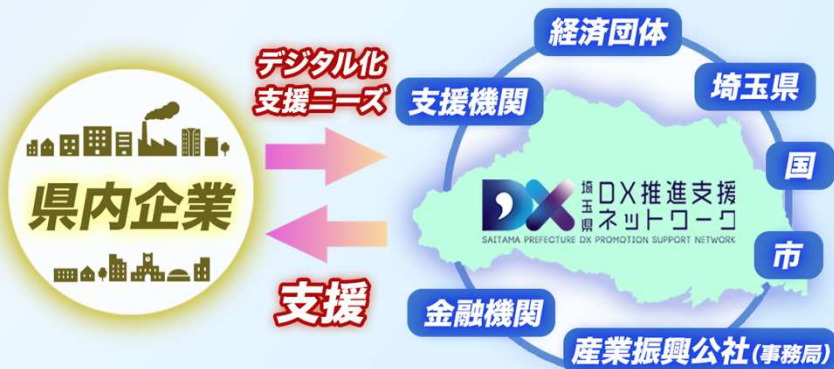 県内企業
デジタル化
支援ニーズ
支援
経済団体
支援機関
埼玉県
国
市
金融機関
産業振興公社(事務局)
DX
埼玉県
DX推進支援
ネットワーク
SAITAMA PREFECTURE DX PROMOTION SUPPORT NETWORK